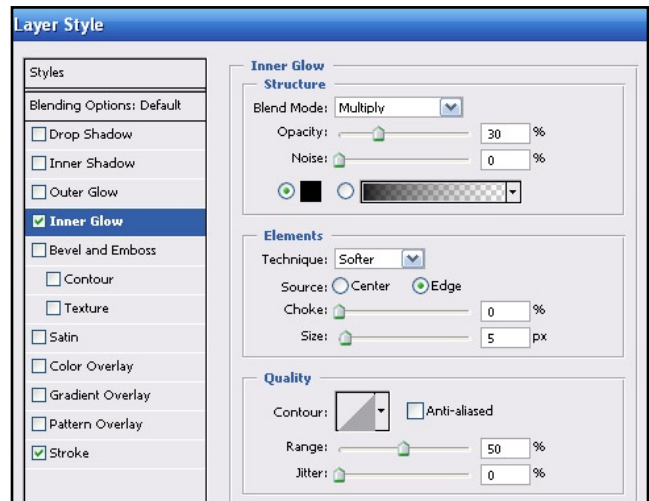 Layer Style
Styles
Blending Options: Default
Drop Shadow
Inner Shadow
Outer Glow
Inner Glow
Bevel and Emboss
Contour
Texture
Satin
Color Overlay
Gradient Overlay
Pattern Overlay
Stroke
Inner Glow
Structure
Blend Mode: Multiply
Opacity: 30 %
Noise: 0 %
Elements
Technique: Softer
Source: Center Edge
Choke: 0 %
Size: 5 px
Quality
Contour: Anti-aliased
Range: 50 %
Jitter: 0 %